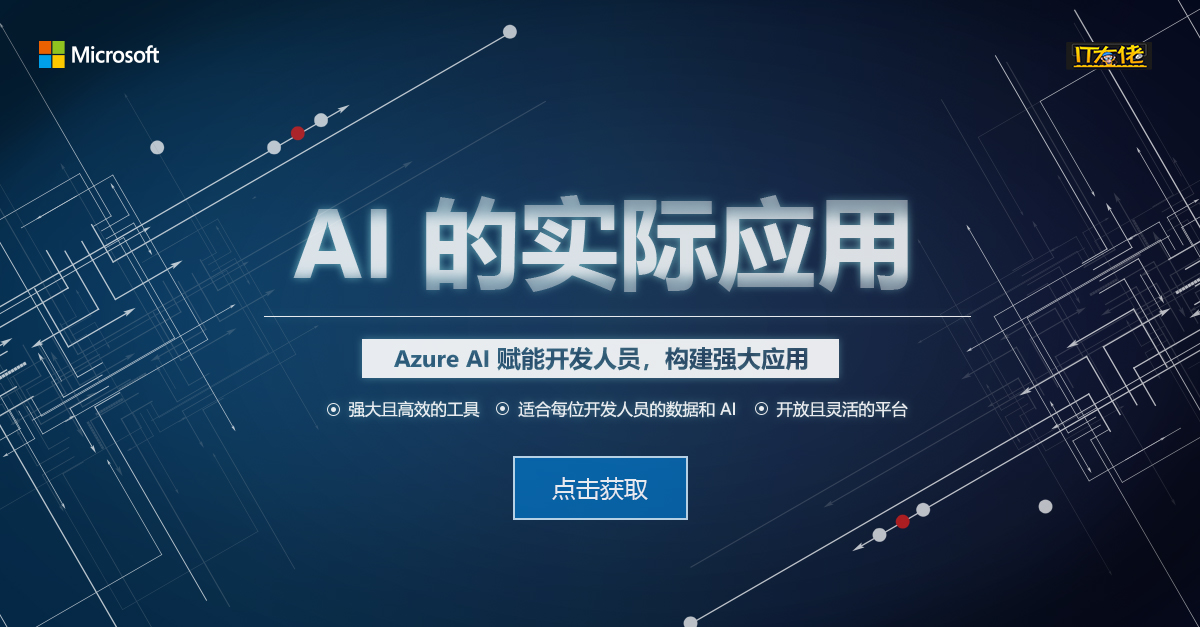 Microsoft
IT大佬
AI 的实际应用
Azure AI 赋能开发人员，构建强大应用
强大且高效的工具 适合每位开发人员的数据和 AI 开放且灵活的平台
点击获取